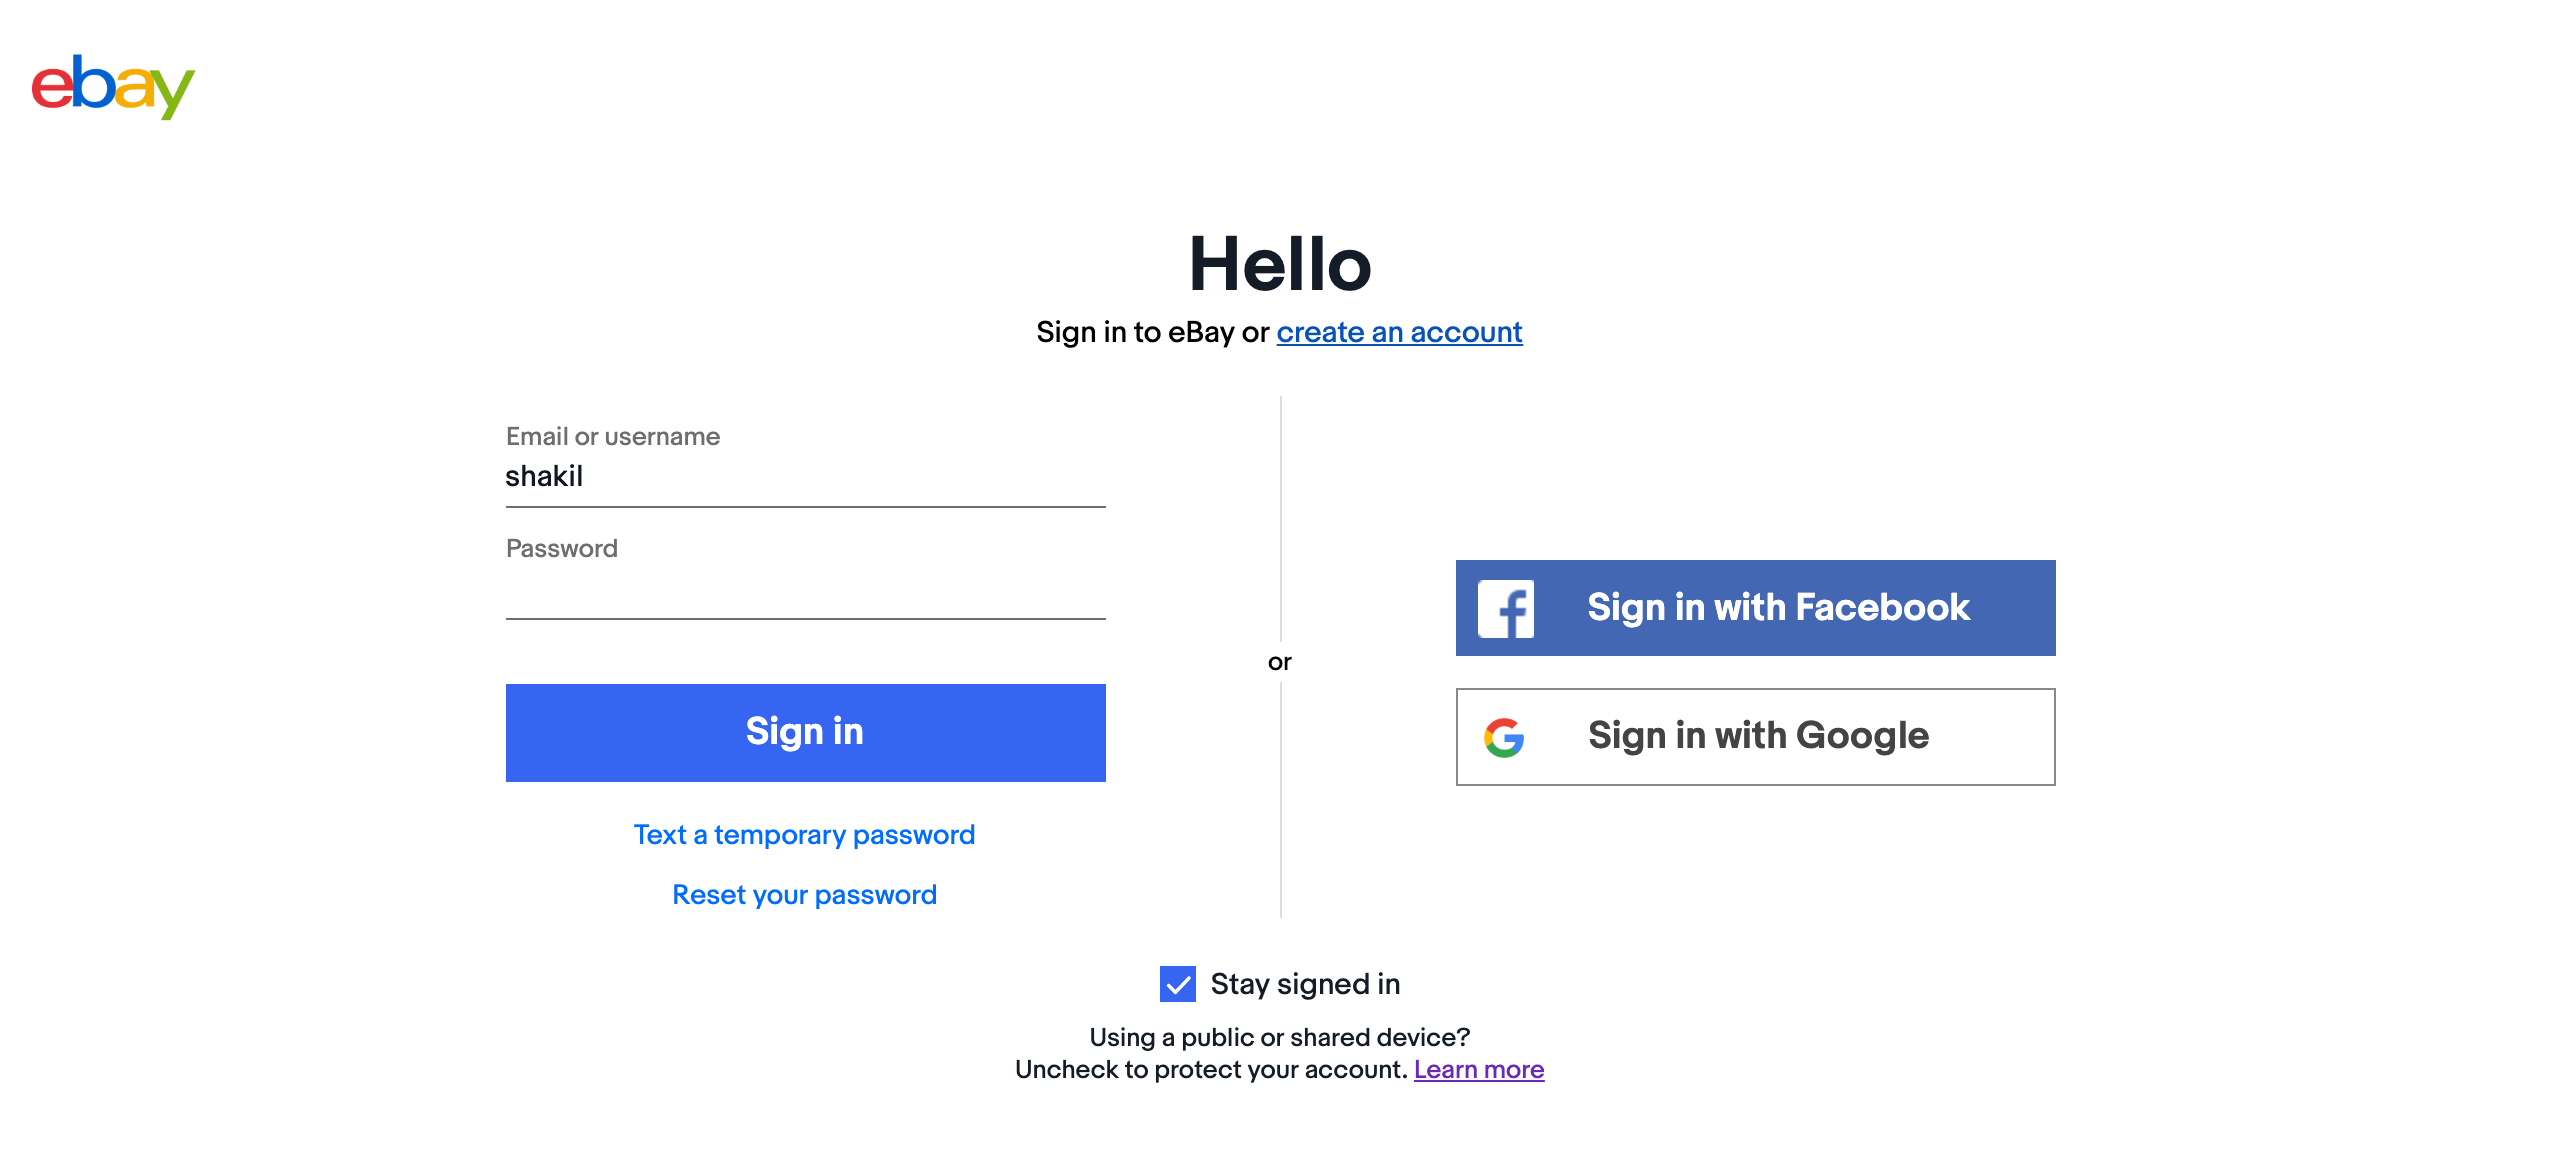 ebay
Hello
Sign in to eBay or create an account
Email or username
shakil
Password
Sign in
Text a temporary password
Reset your password
or
Sign in with Facebook
Sign in with Google
Stay signed in
Using a public or shared device?
Uncheck to protect your account. Learn more